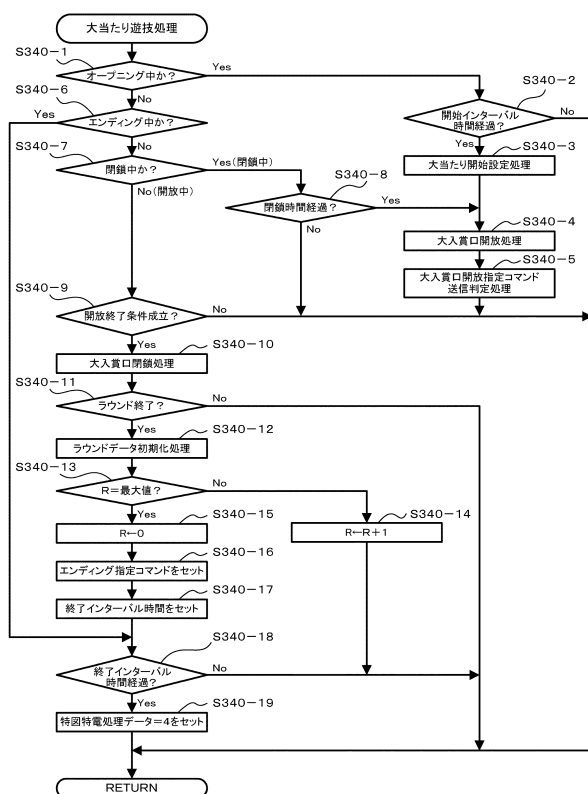 大当たり遊技処理
S340-1
オープニング中か?
Yes
No
S340-2
開始インターバル
時間経過?
No
Yes
S340-3
大当たり開始設定処理
S340-6
Yes
エンディング中か?
No
S340-7
閉鎖中か?
Yes(閉鎖中)
No(開放中)
S340-8
閉鎖時間経過?
Yes
No
S340-4
大入賞口開放処理
S340-5
大入賞口開放指定コマンド
送信判定処理
S340-9
開放終了条件成立?
No
Yes
S340-10
大入賞口閉鎖処理
S340-11
ラウンド終了?
No
Yes
S340-12
ラウンドデータ初期化処理
S340-13
R=最大値?
No
Yes
S340-15
R←0
S340-14
R←R+1
S340-16
エンディング指定コマンドをセット
S340-17
終了インターバル時間をセット
S340-18
終了インターバル
時間経過?
No
Yes
S340-19
特図特電処理データ=4をセット
RETURN